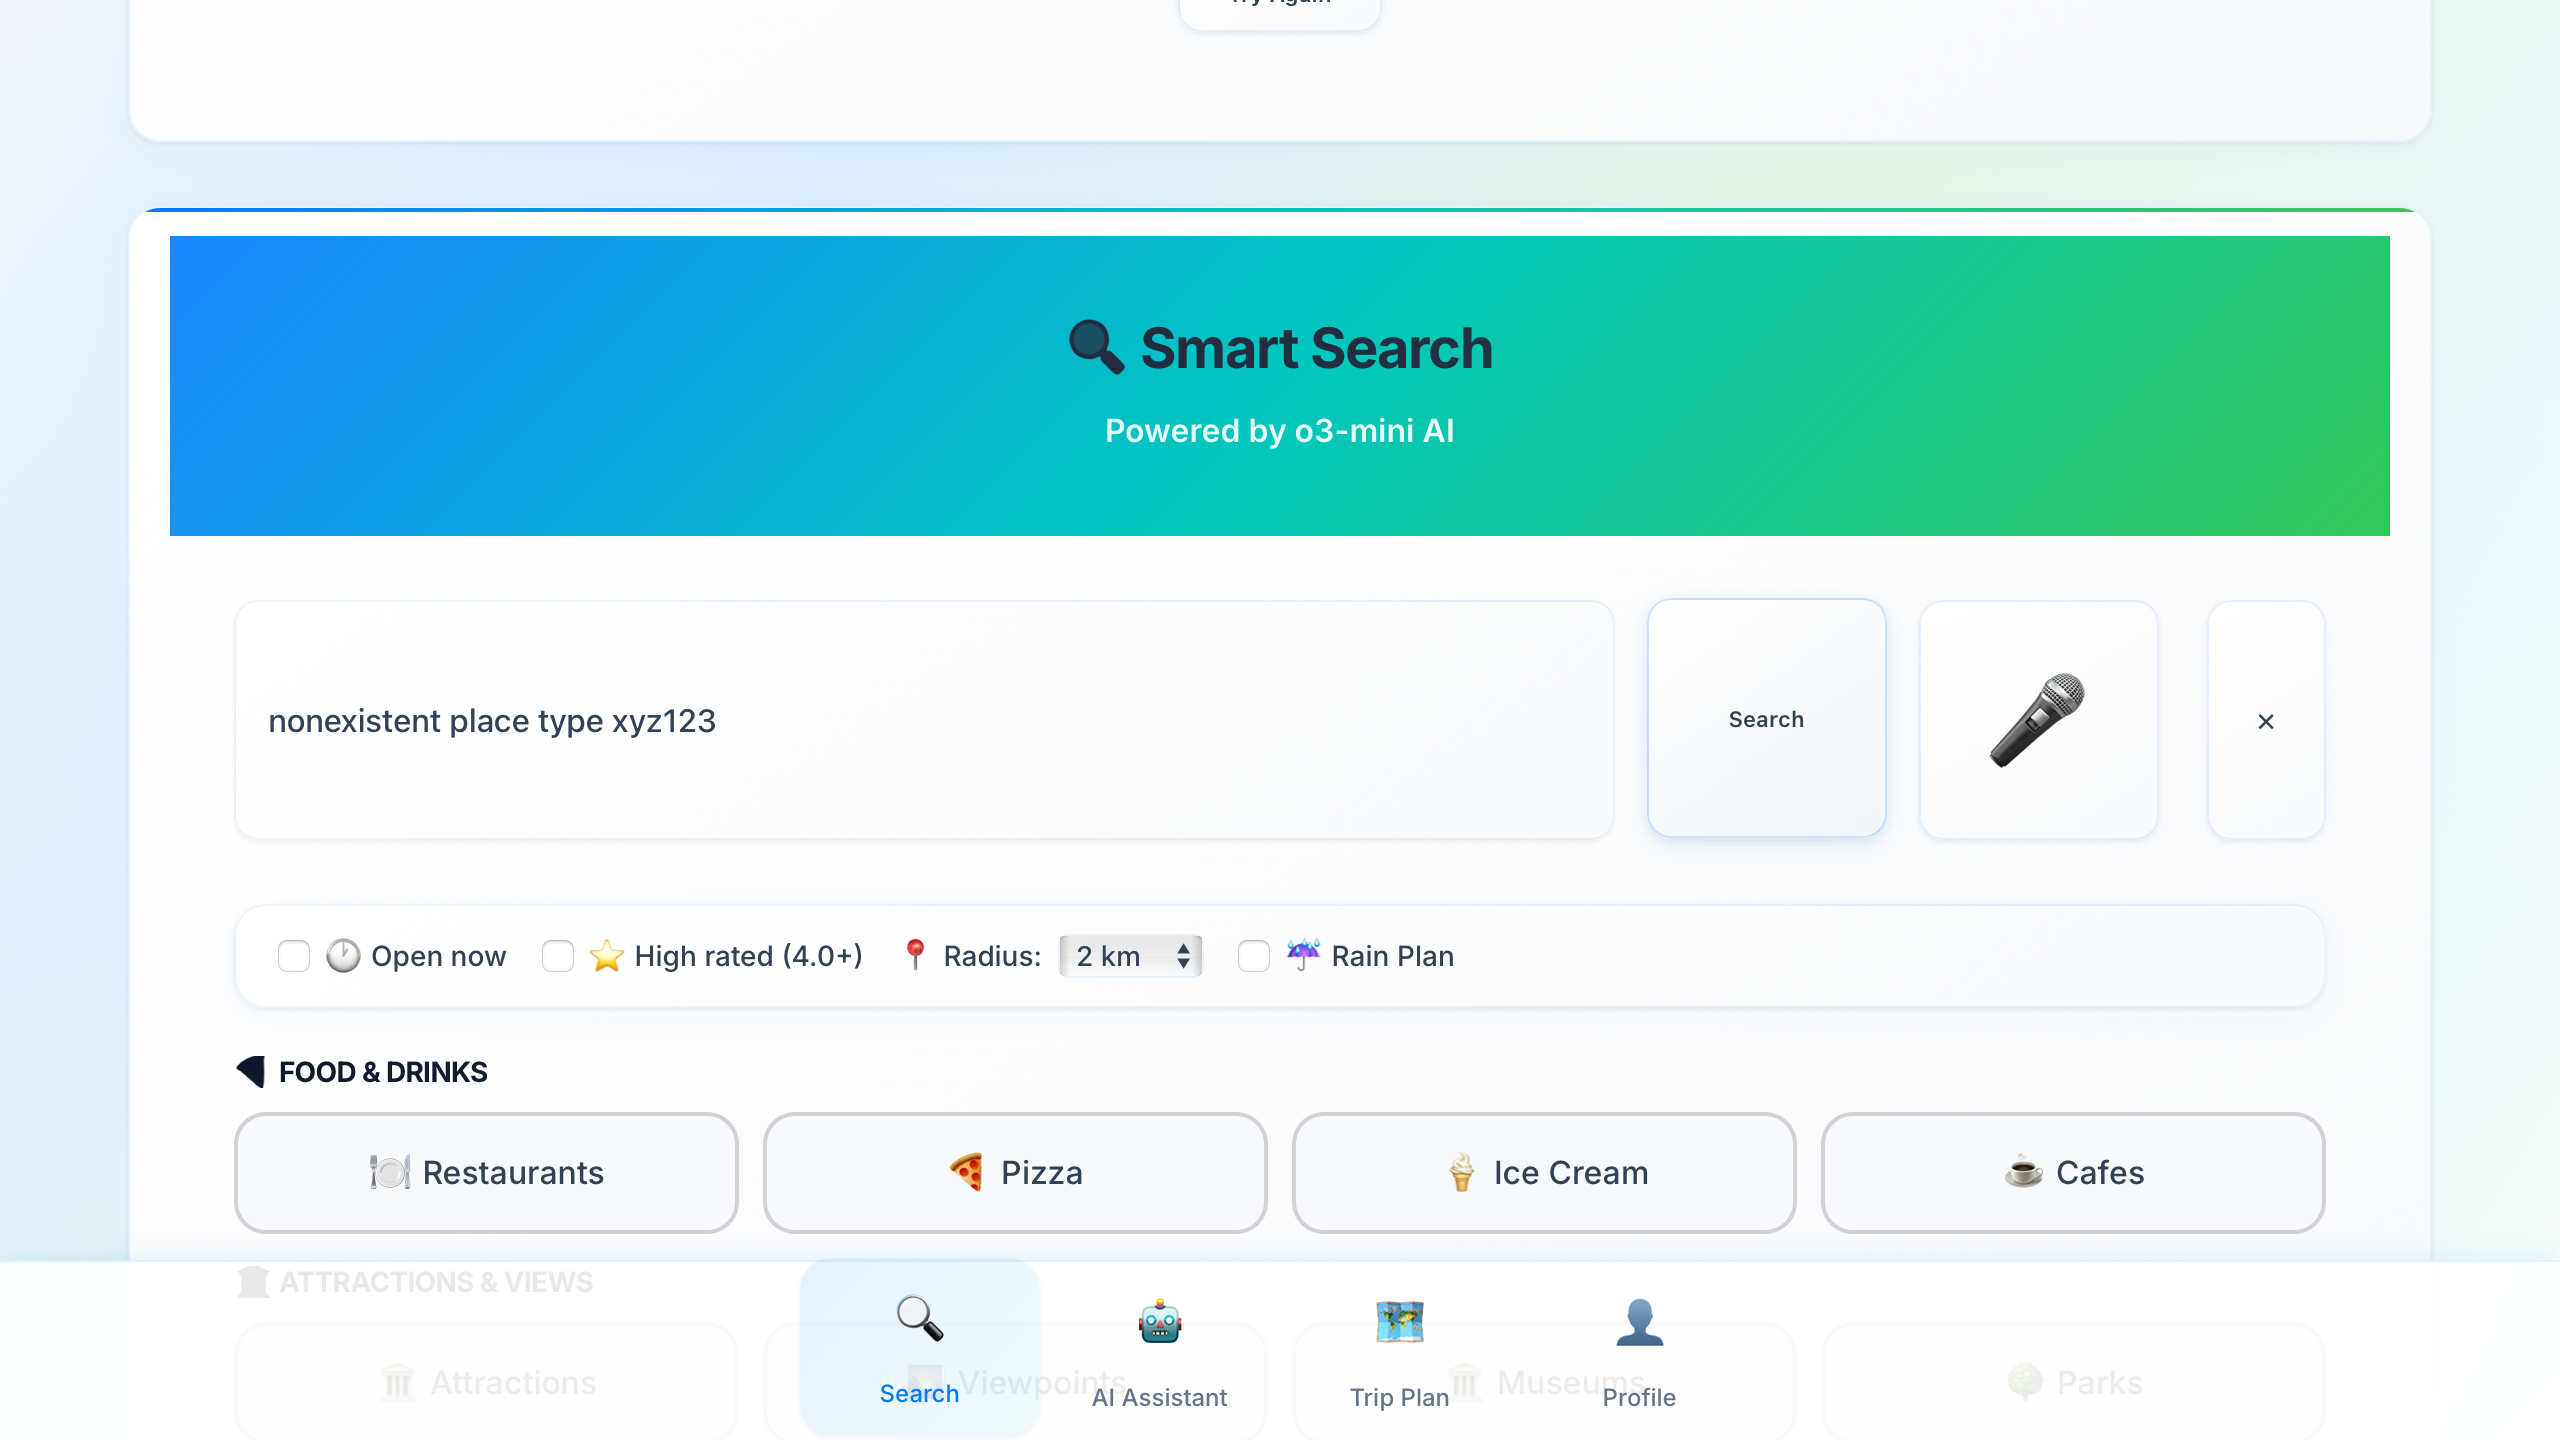 Try Again
Smart Search
Powered by o3-mini AI
nonexistent place type xyz123
Search
×
Open now
High rated (4.0+)
Radius:
2 km
Rain Plan
FOOD & DRINKS
Restaurants
Pizza
Ice Cream
Cafes
ATTRACTIONS & VIEWS
Attractions
Viewpoints
Museums
Parks
Search
AI Assistant
Trip Plan
Profile